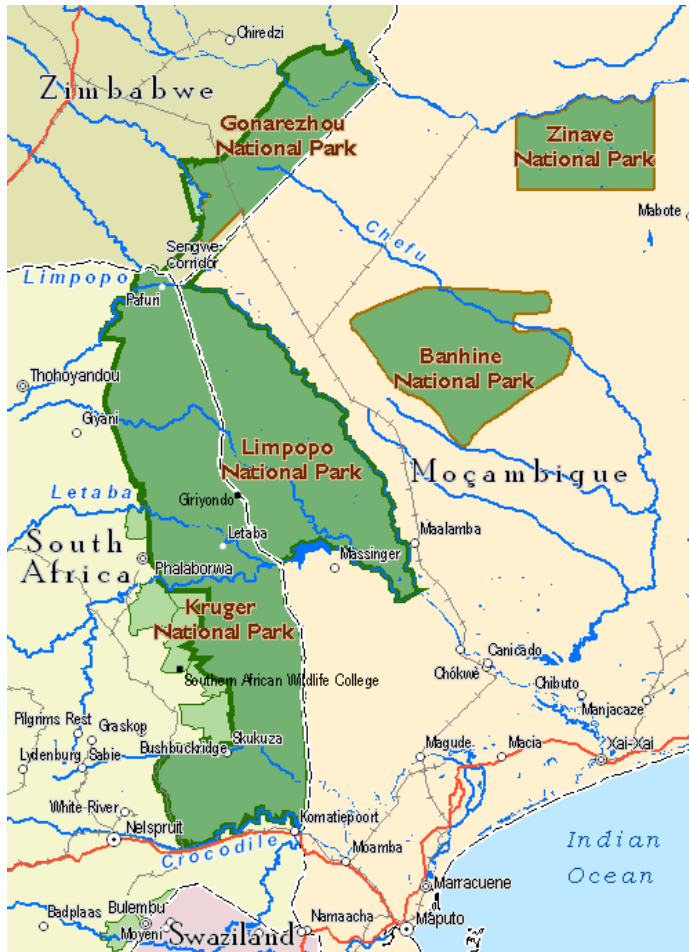 Chiredzi
Zimbabwe
Gonarezhou
National Park
Zinave
National Park
Mabote
Chefu
Sengwe-
Corridor
Limpopo
Pafuri
Thohoyandou
Giyani
Banhine
National Park
Limpopo
National Park
Moçambique
Letaba
Giriyondo
Letaba
South
Africa
Phalaborwa
Massinger
Maalamba
Kruger
National Park
Southern African Wildlife College
Canicado
Chókwè
Chibuto
Manjacaze
Pilgrims Rest
Graskop
Skukuza
Bushbuckridge
Lydenburg
Sabie
Magude
Macia
Xai-Xai
White-River
Nelspruit
Komatiepoort
Crocodile
Moamba
Indian
Ocean
Marracuene
Badplaas
Bulembu
Moyeni
Swaziland
Namaacha
Maputo